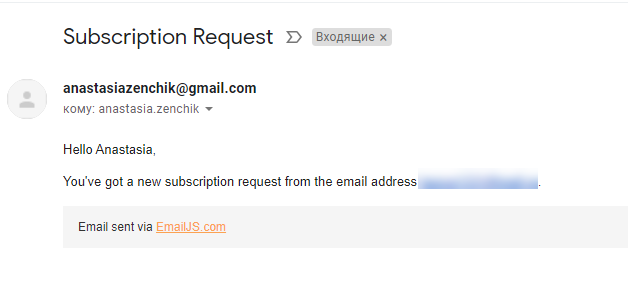 Subscription Request Входящие ×
anastasiazenchik@gmail.com
кому: anastasia.zenchik
Hello Anastasia,
You've got a new subscription request from the email address .
Email sent via EmailJS.com